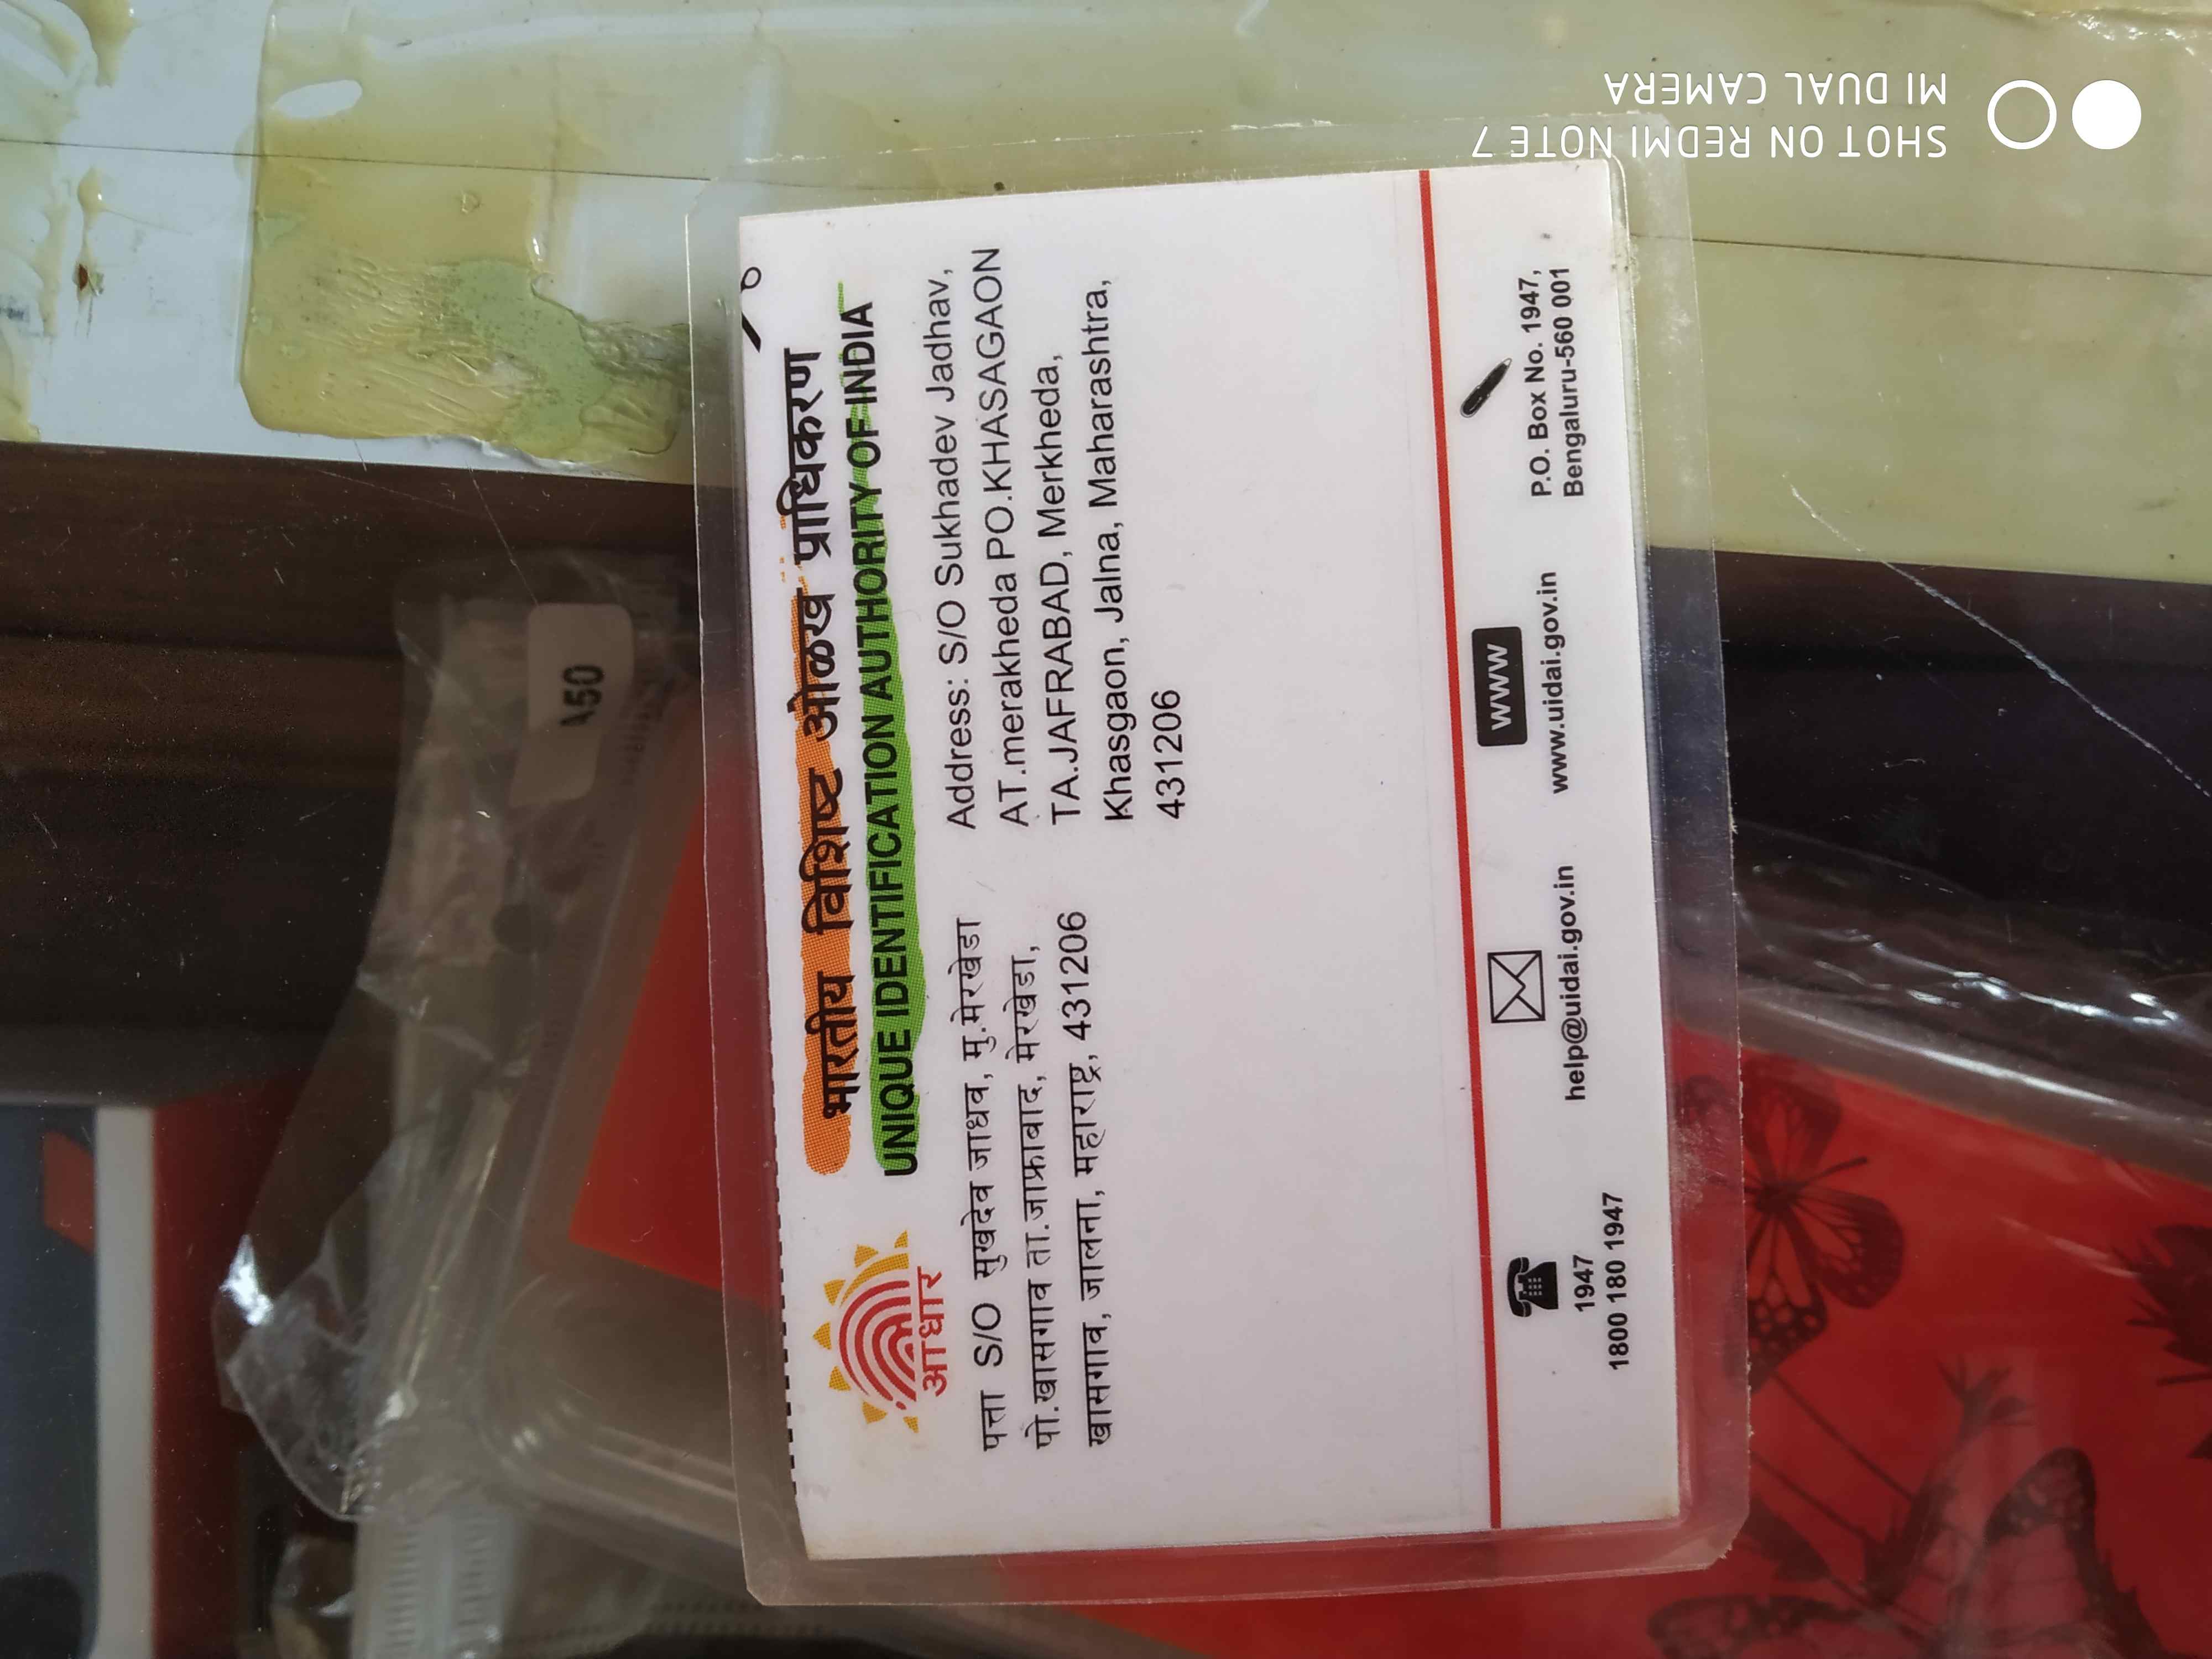 भारतीय विशिष्ट ओळख प्राधिकरण
UNIQUE IDENTIFICATION AUTHORITY OF INDIA
आधार
पत्ता S/O सुखदेव जाधव, मु.मेरखेडा
पो.खासगाव ता.जाफ्राबाद, मेरखेडा,
खासगाव, जालना, महाराष्ट्र, 431206
Address: S/O Sukhadev Jadhav,
AT.merakheda PO.KHASAGAON
TA.JAFRABAD, Merkheda,
Khasgaon, Jalna, Maharashtra,
431206
1947
1800 180 1947
help@uidai.gov.in
WWW
www.uidai.gov.in
P.O. Box No. 1947,
Bengaluru-560 001
SHOT ON REDMI NOTE 7
MI DUAL CAMERA